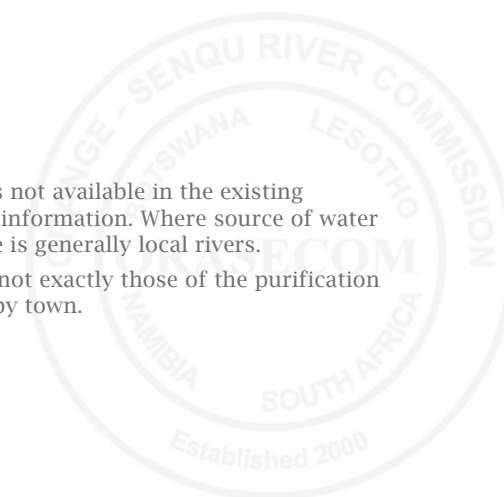 ORANGE - SENQU RIVER COMMISSION
BOTSWANA LESOTHO
s not available in the existing
information. Where source of water
e is generally local rivers.
ORASECOM
not exactly those of the purification
by town.
NAMIBIA SOUTH AFRICA
Established 2000